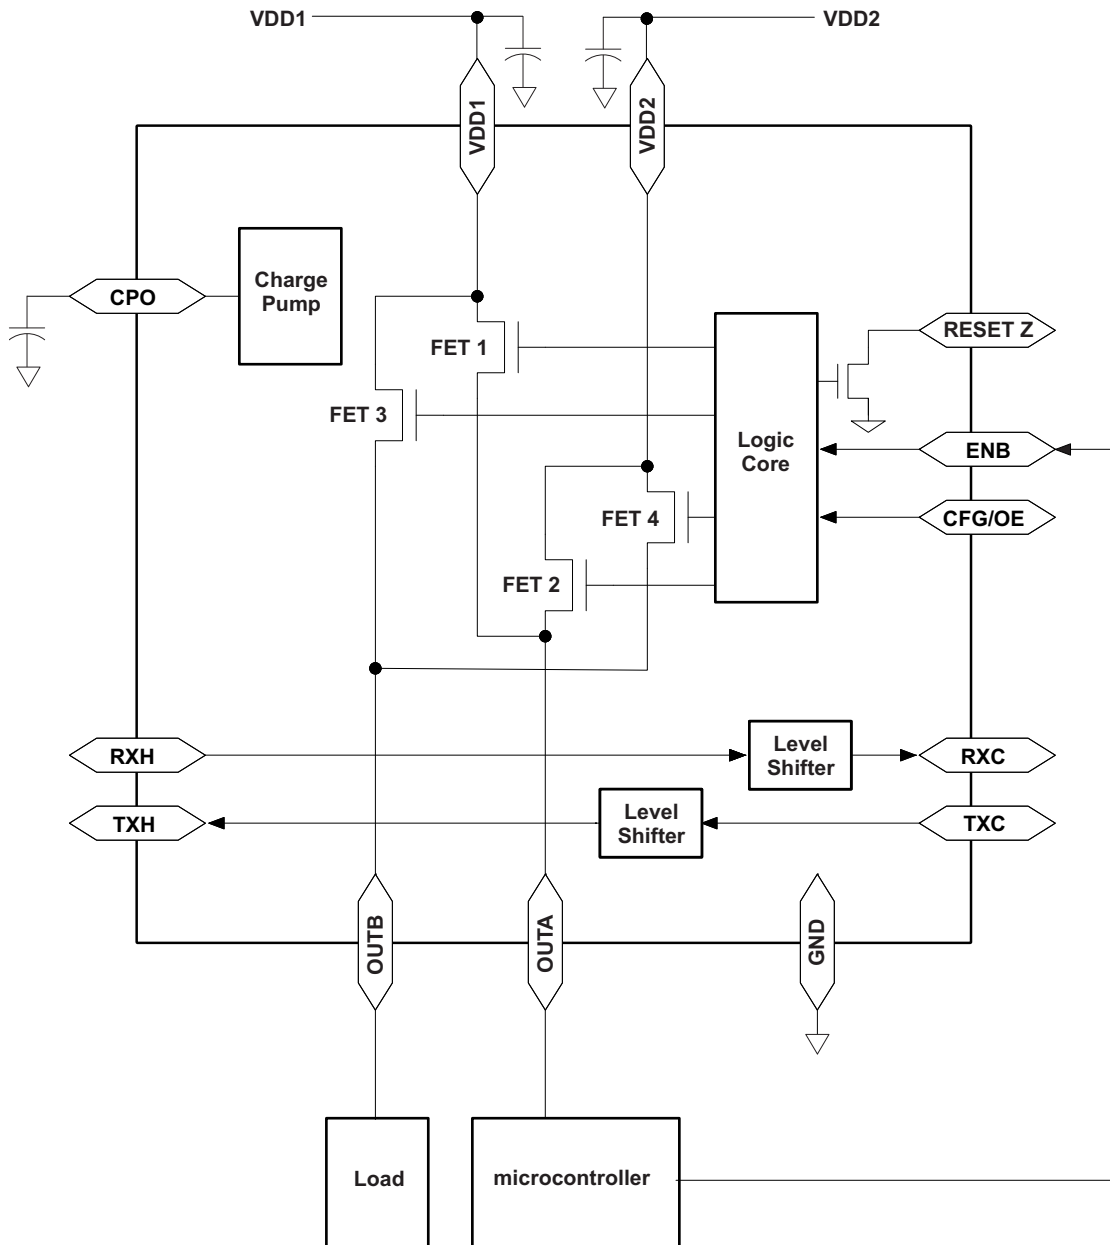 VDD1
VDD2
VDD1
VDD2
Charge
Pump
CPO
RESET Z
FET 1
FET 3
Logic
Core
ENB
FET 4
CFG/OE
FET 2
RXH
Level
Shifter
RXC
TXH
Level
Shifter
TXC
OUTB
OUTA
GND
Load
microcontroller